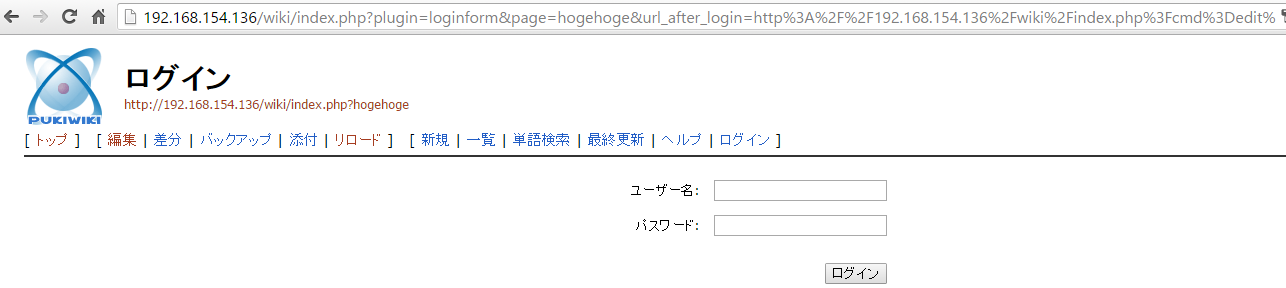 192.168.154.136/wiki/index.php?plugin=loginform&page=hogehoge&url_after_login=http%3A%2F%2F192.168.154.136%2Fwiki%2Findex.php%3Fcmd%3Dedit%
ログイン
http://192.168.154.136/wiki/index.php?hogehoge
PUKIWIKI
[ トップ ] [ 編集 | 差分 | バックアップ | 添付 | リロード ] [ 新規 | 一覧 | 単語検索 | 最終更新 | ヘルプ | ログイン ]
ユーザー名:
パスワード:
ログイン